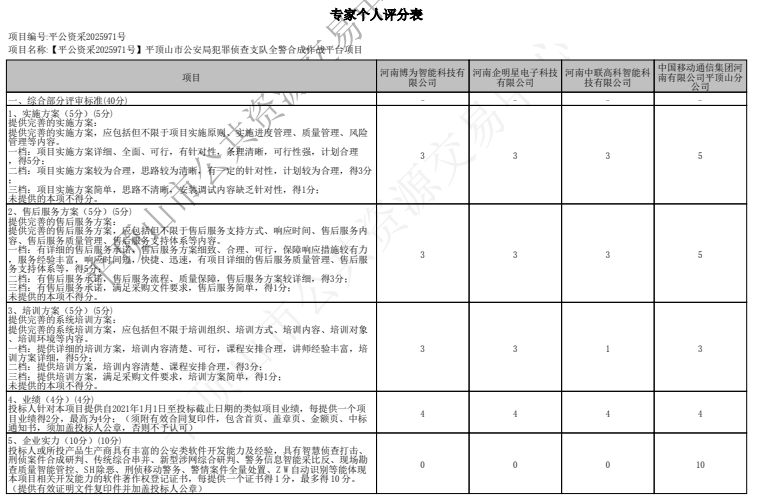 专家个人评分表
项目编号:平公资采2025971号
项目名称:【平公资采2025971号】平顶山市公安局犯罪侦查支队全警合成作战平台项目
项目
河南博为智能科技有
限公司
河南企明星电子科技
有限公司
河南中联高科智能科
技有限公司
中国移动通信集团河
南有限公司平顶山分
公司
一、综合部分评审标准(40分)
-
-
-
-
1、实施方案（5分）(5分)
提供完善的实施方案:
提供完善的实施方案，应包括但不限于项目实施原则、实施进度管理、质量管理、风险
管理等内容。
一档：项目实施方案详细、全面、可行，有针对性，条理清晰，可行性强，计划合理
，得5分;
二档：项目实施方案较为合理，思路较为清晰，有一定的针对性，计划较为合理，得3分
;
三档：项目实施方案简单，思路不清晰，安装调试内容缺乏针对性，得1分;
未提供的本项不得分。
3
3
3
5
2、售后服务方案（5分）(5分)
提供完善的售后服务方案:
提供完善的售后服务方案，应包括但不限于售后服务支持方式、响应时间、售后服务内
容、售后服务质量管理、售后服务支持体系等内容。
一档：有详细的售后服务承诺，售后服务方案细致、合理、可行，保障响应措施较有力
，服务经验丰富，响应时间短，快捷、迅速，有项目详细的售后服务质量管理、售后服
务支持体系等，得5分;
二档：有售后服务承诺，售后服务流程、质量保障，售后服务方案较详细，得3分;
三档：有售后服务承诺，满足采购文件要求，售后服务简单，得1分;
未提供的本项不得分。
3
3
3
5
3、培训方案（5分）(5分)
提供完善的系统培训方案:
提供完善的系统培训方案，应包括但不限于培训组织、培训方式、培训内容、培训对象
、培训环境等内容。
一档：提供详细的培训方案，培训内容清楚、可行，课程安排合理，讲师经验丰富，培
训方案详细，得5分;
二档：提供培训方案，培训内容清楚、课程安排合理，得3分;
三档：提供培训方案，满足采购文件要求，培训方案简单，得1分;
未提供的本项不得分。
3
3
1
3
4、业绩（4分）(4分)
投标人针对本项目提供自2021年1月1日至投标截止日期的类似项目业绩，每提供一个项
目业绩得2分，最高为4分;（须附有效合同复印件，包含首页、盖章页、金额页、中标
通知书，须加盖投标人公章，否则不予认可）
4
4
4
4
5、企业实力（10分）(10分)
投标人或所投产品生产商具有丰富的公安类软件开发能力及经验，具有智慧侦查打击、
刑侦案件合成研判、传统侵财串并、新型涉网综合研判、警务信息智能采比反、现场勘
查质量智能管控、SH除恶、刑侦移动警务、警情案件全量处置、ZW自动识别等能体现
本项目相关开发能力的软件著作权登记证书，每提供一个证书得1分，最多得10分。
（提供有效证明文件复印件并加盖投标人公章）
0
0
0
10